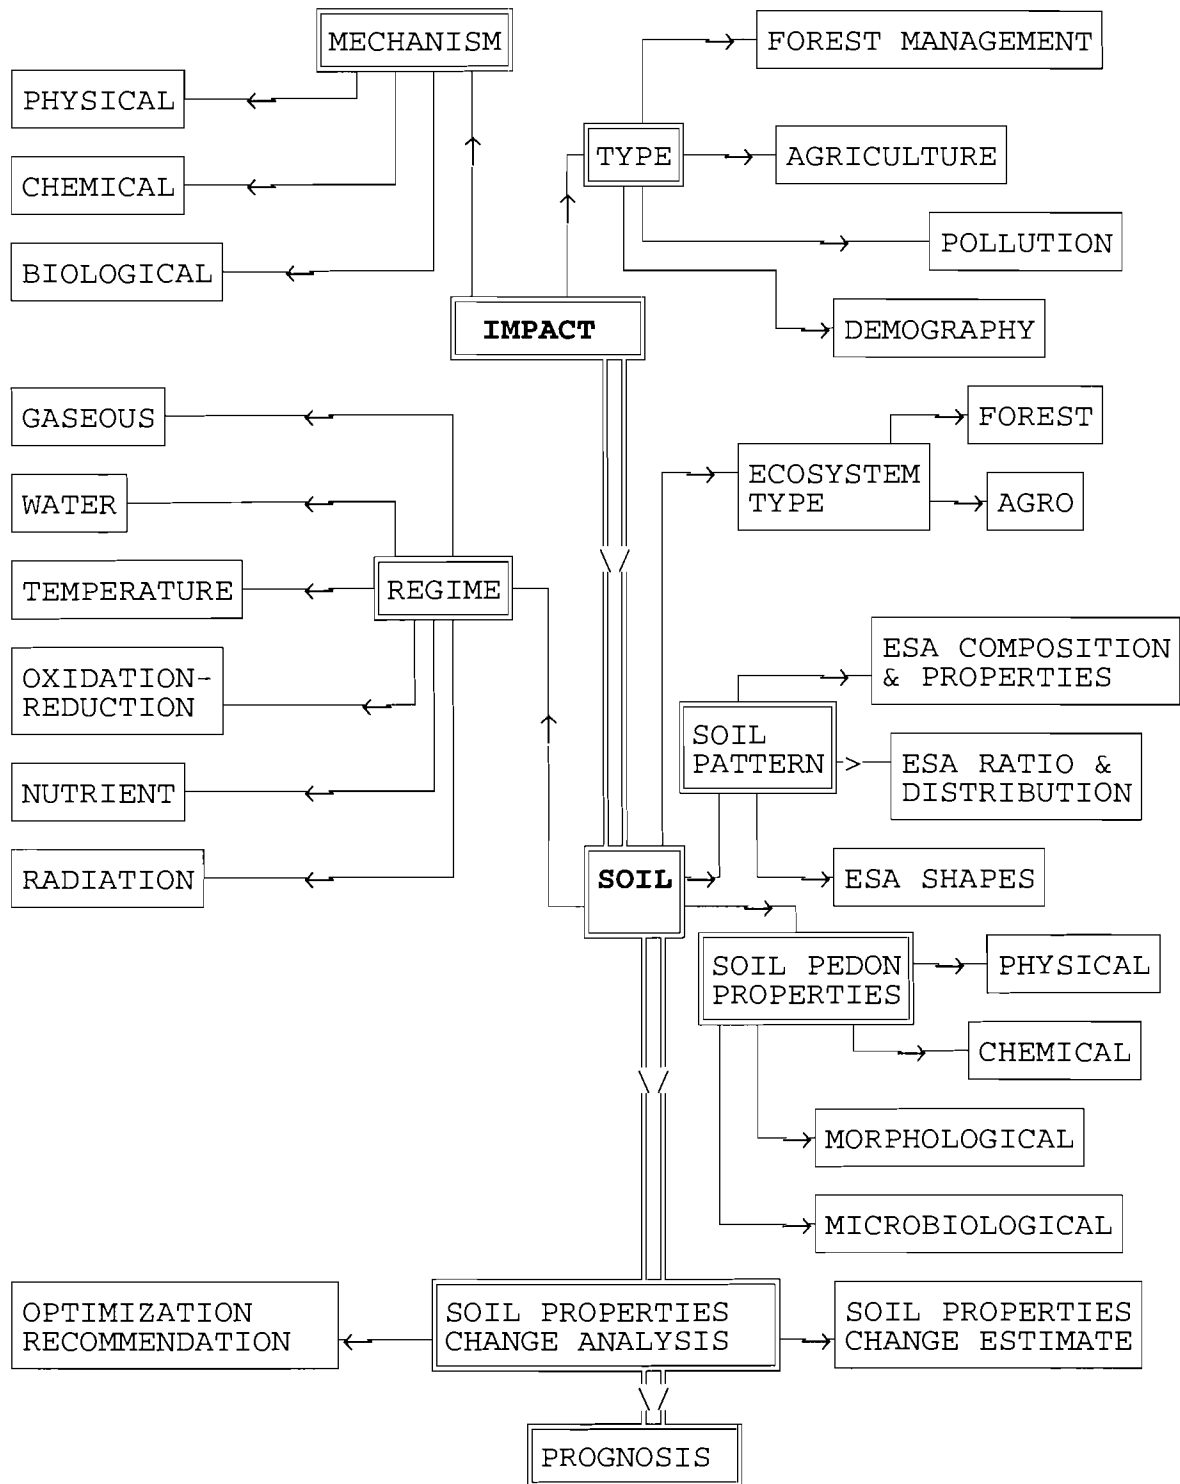 MECHANISM
FOREST MANAGEMENT
PHYSICAL
TYPE
AGRICULTURE
CHEMICAL
POLLUTION
BIOLOGICAL
IMPACT
DEMOGRAPHY
GASEOUS
FOREST
ECOSYSTEM
TYPE
WATER
AGRO
TEMPERATURE
REGIME
ESA COMPOSITION
& PROPERTIES
OXIDATION-
REDUCTION
SOIL
PATTERN
ESA RATIO &
DISTRIBUTION
NUTRIENT
RADIATION
SOIL
ESA SHAPES
SOIL PEDON
PROPERTIES
PHYSICAL
CHEMICAL
MORPHOLOGICAL
MICROBIOLOGICAL
OPTIMIZATION
RECOMMENDATION
SOIL PROPERTIES
CHANGE ANALYSIS
SOIL PROPERTIES
CHANGE ESTIMATE
PROGNOSIS